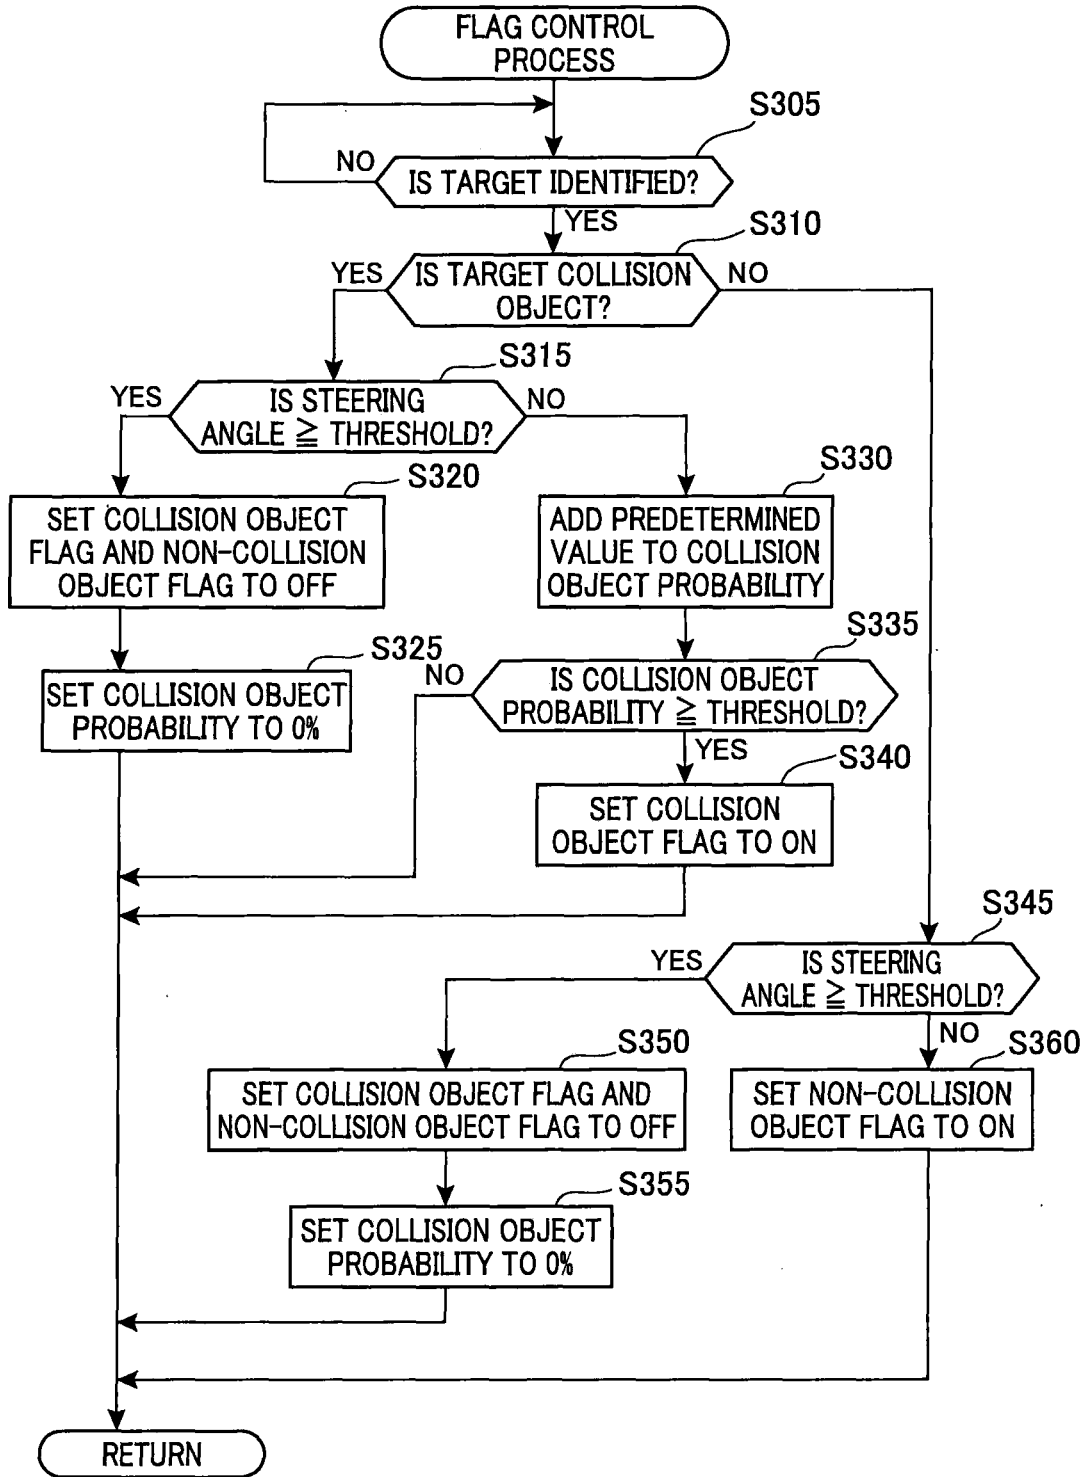 FLAG CONTROL
PROCESS
S305
NO
IS TARGET IDENTIFIED?
YES
S310
YES
IS TARGET COLLISION
OBJECT?
NO
S315
YES
IS STEERING
ANGLE ≧ THRESHOLD?
NO
S320
SET COLLISION OBJECT
FLAG AND NON-COLLISION
OBJECT FLAG TO OFF
S330
ADD PREDETERMINED
VALUE TO COLLISION
OBJECT PROBABILITY
S325
SET COLLISION OBJECT
PROBABILITY TO 0%
S335
NO
IS COLLISION OBJECT
PROBABILITY ≧ THRESHOLD?
YES
S340
SET COLLISION
OBJECT FLAG TO ON
S345
YES
IS STEERING
ANGLE ≧ THRESHOLD?
NO
S350
SET COLLISION OBJECT FLAG AND
NON-COLLISION OBJECT FLAG TO OFF
S360
SET NON-COLLISION
OBJECT FLAG TO ON
S355
SET COLLISION OBJECT
PROBABILITY TO 0%
RETURN